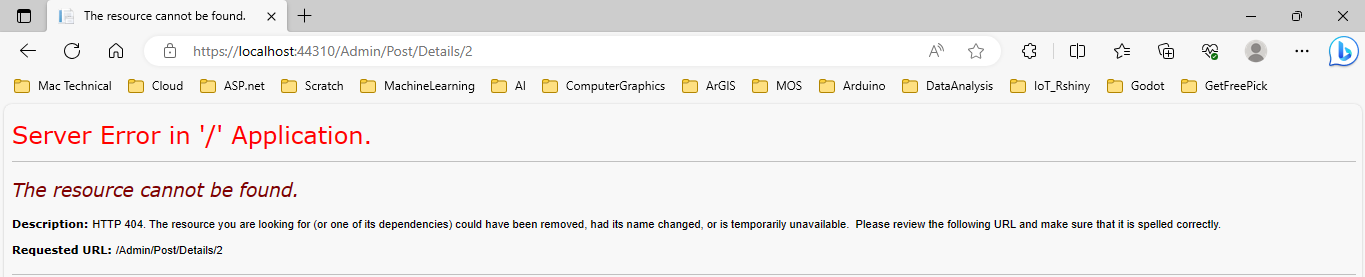 The resource cannot be found.
https://localhost:44310/Admin/Post/Details/2
Mac Technical Cloud ASP.net Scratch MachineLearning AI ComputerGraphics ArGIS MOS Arduino DataAnalysis IoT_Rshiny Godot GetFreePick
Server Error in '/' Application.
The resource cannot be found.
Description: HTTP 404. The resource you are looking for (or one of its dependencies) could have been removed, had its name changed, or is temporarily unavailable.  Please review the following URL and make sure that it is spelled correctly.
Requested URL: /Admin/Post/Details/2